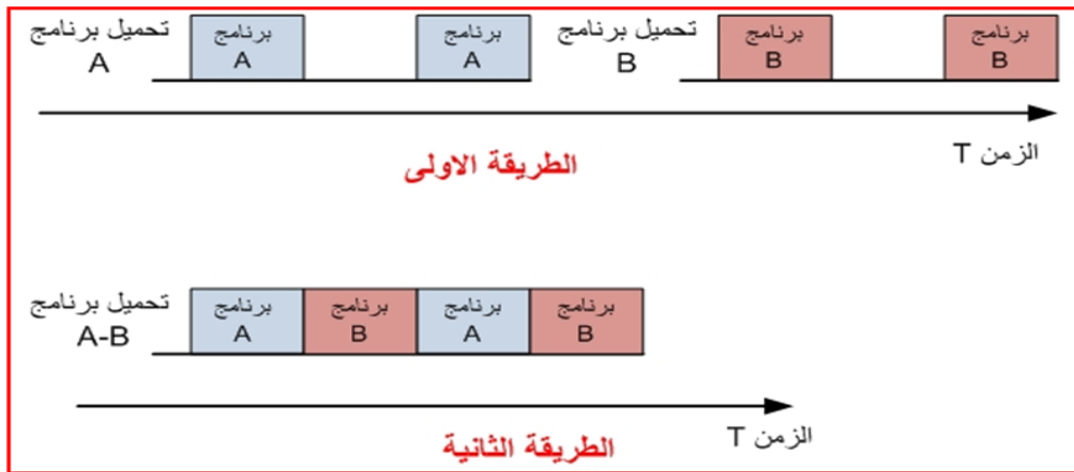 تحميل برنامج
A
برنامج
A
برنامج
A
تحميل برنامج
B
برنامج
B
برنامج
B
الزمن T
الطريقة الاولى
تحميل برنامج
A-B
برنامج
A
برنامج
B
برنامج
A
برنامج
B
الزمن T
الطريقة الثانية